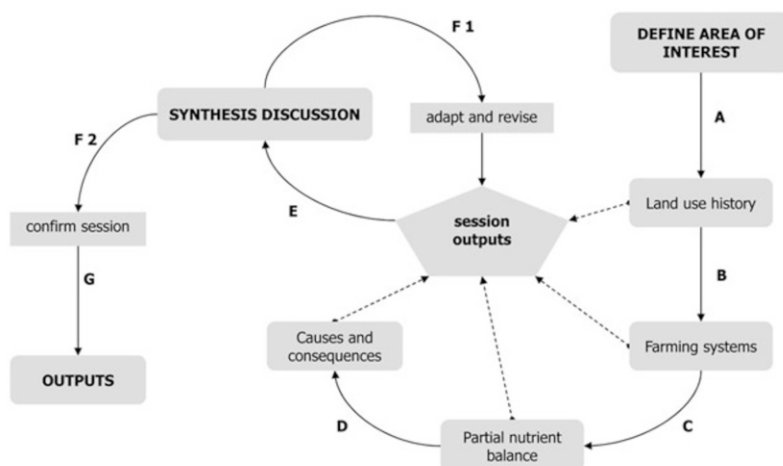 F 1
DEFINE AREA OF
INTEREST
SYNTHESIS DISCUSSION
adapt and revise
A
F 2
E
session
outputs
Land use history
confirm session
G
B
Causes and
consequences
Farming systems
OUTPUTS
D
Partial nutrient
balance
C